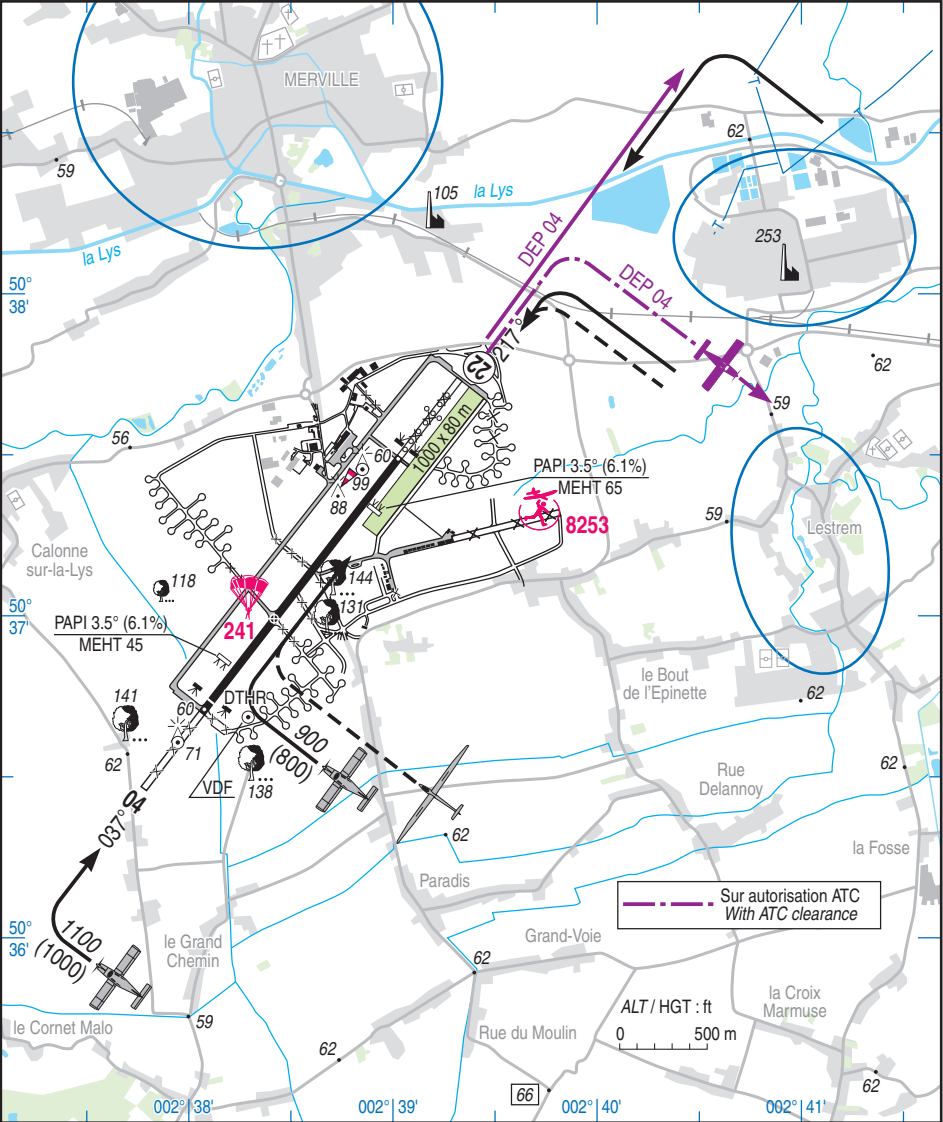 MERVILLE
59
62
la Lys
105
la Lys
253
DEP 04
DEP 04
50°
38'
217°
22
62
59
56
60
1000 x 80 m
PAPI 3.5° (6.1%)
MEHT 65
99
88
8253
59
Lestrem
Calonne
sur-la-Lys
118
144
131
50°
37'
PAPI 3.5° (6.1%)
MEHT 45
241
le Bout
de l'Epinette
62
141
60
DTHR
900
(800)
71
62
VDF
138
62
Rue
Delannoy
04
037°
62
la Fosse
Paradis
Sur autorisation ATC
With ATC clearance
50°
36'
1100
(1000)
le Grand
Chemin
Grand-Voie
62
la Croix
Marmuse
ALT / HGT : ft
0 500 m
le Cornet Malo
59
Rue du Moulin
62
66
62
002° 38'
002° 39'
002° 40'
002° 41'